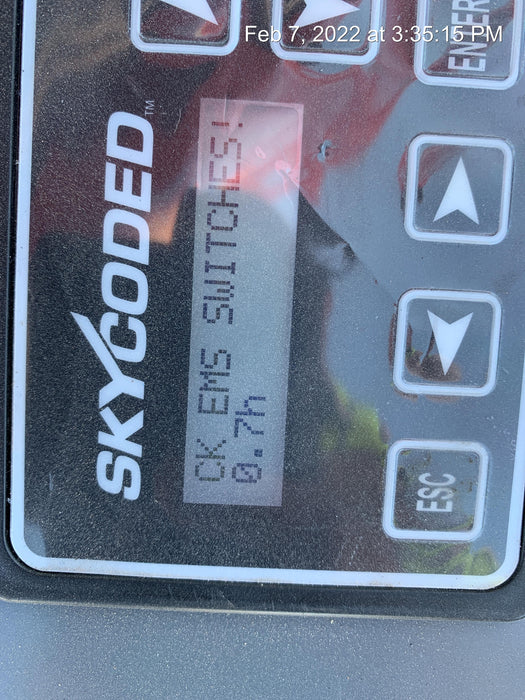 Feb 7, 2022 at 3:35:15 PM
SKYCODED™
CK EMS SWITCHES!
0.7h
ENTER
ESC